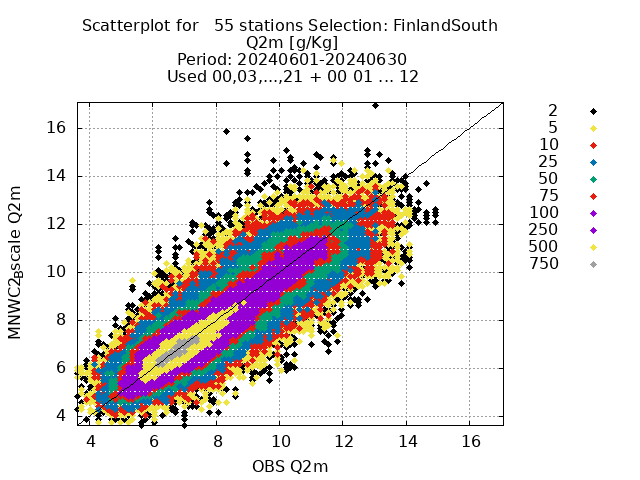 Scatterplot for 55 stations Selection: FinlandSouth
Q2m [g/Kg]
Period: 20240601-20240630
Used 00,03,...,21 + 00 01 ... 12
MNWC2Bscale Q2m
16
14
12
10
8
6
4
4 6 8 10 12 14 16
OBS Q2m
2
5
10
25
50
75
100
250
500
750